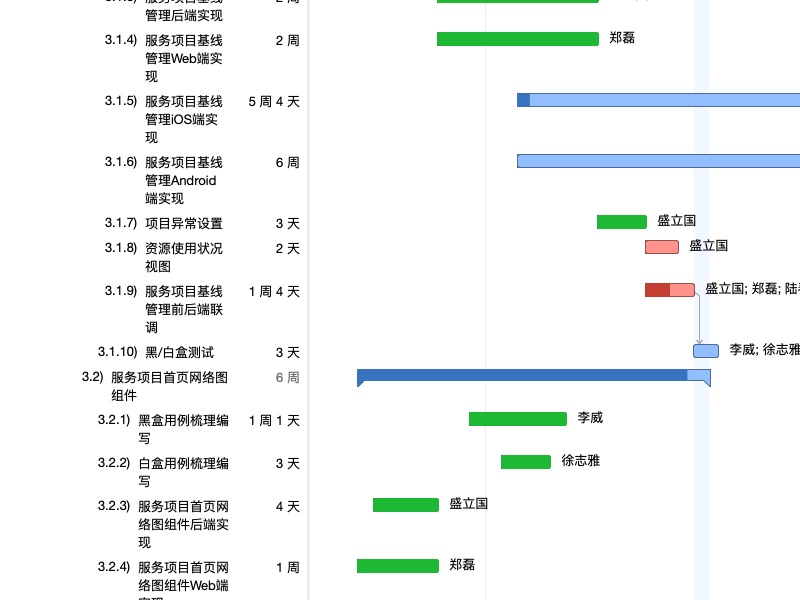 管理后端实现
3.1.4) 服务项目基线 2 周 郑磊
管理Web端实
现
3.1.5) 服务项目基线 5 周 4 天
管理iOS端实
现
3.1.6) 服务项目基线 6 周
管理Android
端实现
3.1.7) 项目异常设置 3 天 盛立国
3.1.8) 资源使用状况 2 天 盛立国
视图
3.1.9) 服务项目基线 1 周 4 天 盛立国; 郑磊; 陆
管理前后端联
调
3.1.10) 黑/白盒测试 3 天 李威; 徐志雅
3.2) 服务项目首页网络图 6 周
组件
3.2.1) 黑盒用例梳理编 1 周 1 天 李威
写
3.2.2) 白盒用例梳理编 3 天 徐志雅
写
3.2.3) 服务项目首页网 4 天 盛立国
络图组件后端实
现
3.2.4) 服务项目首页网 1 周 郑磊
络图组件Web端